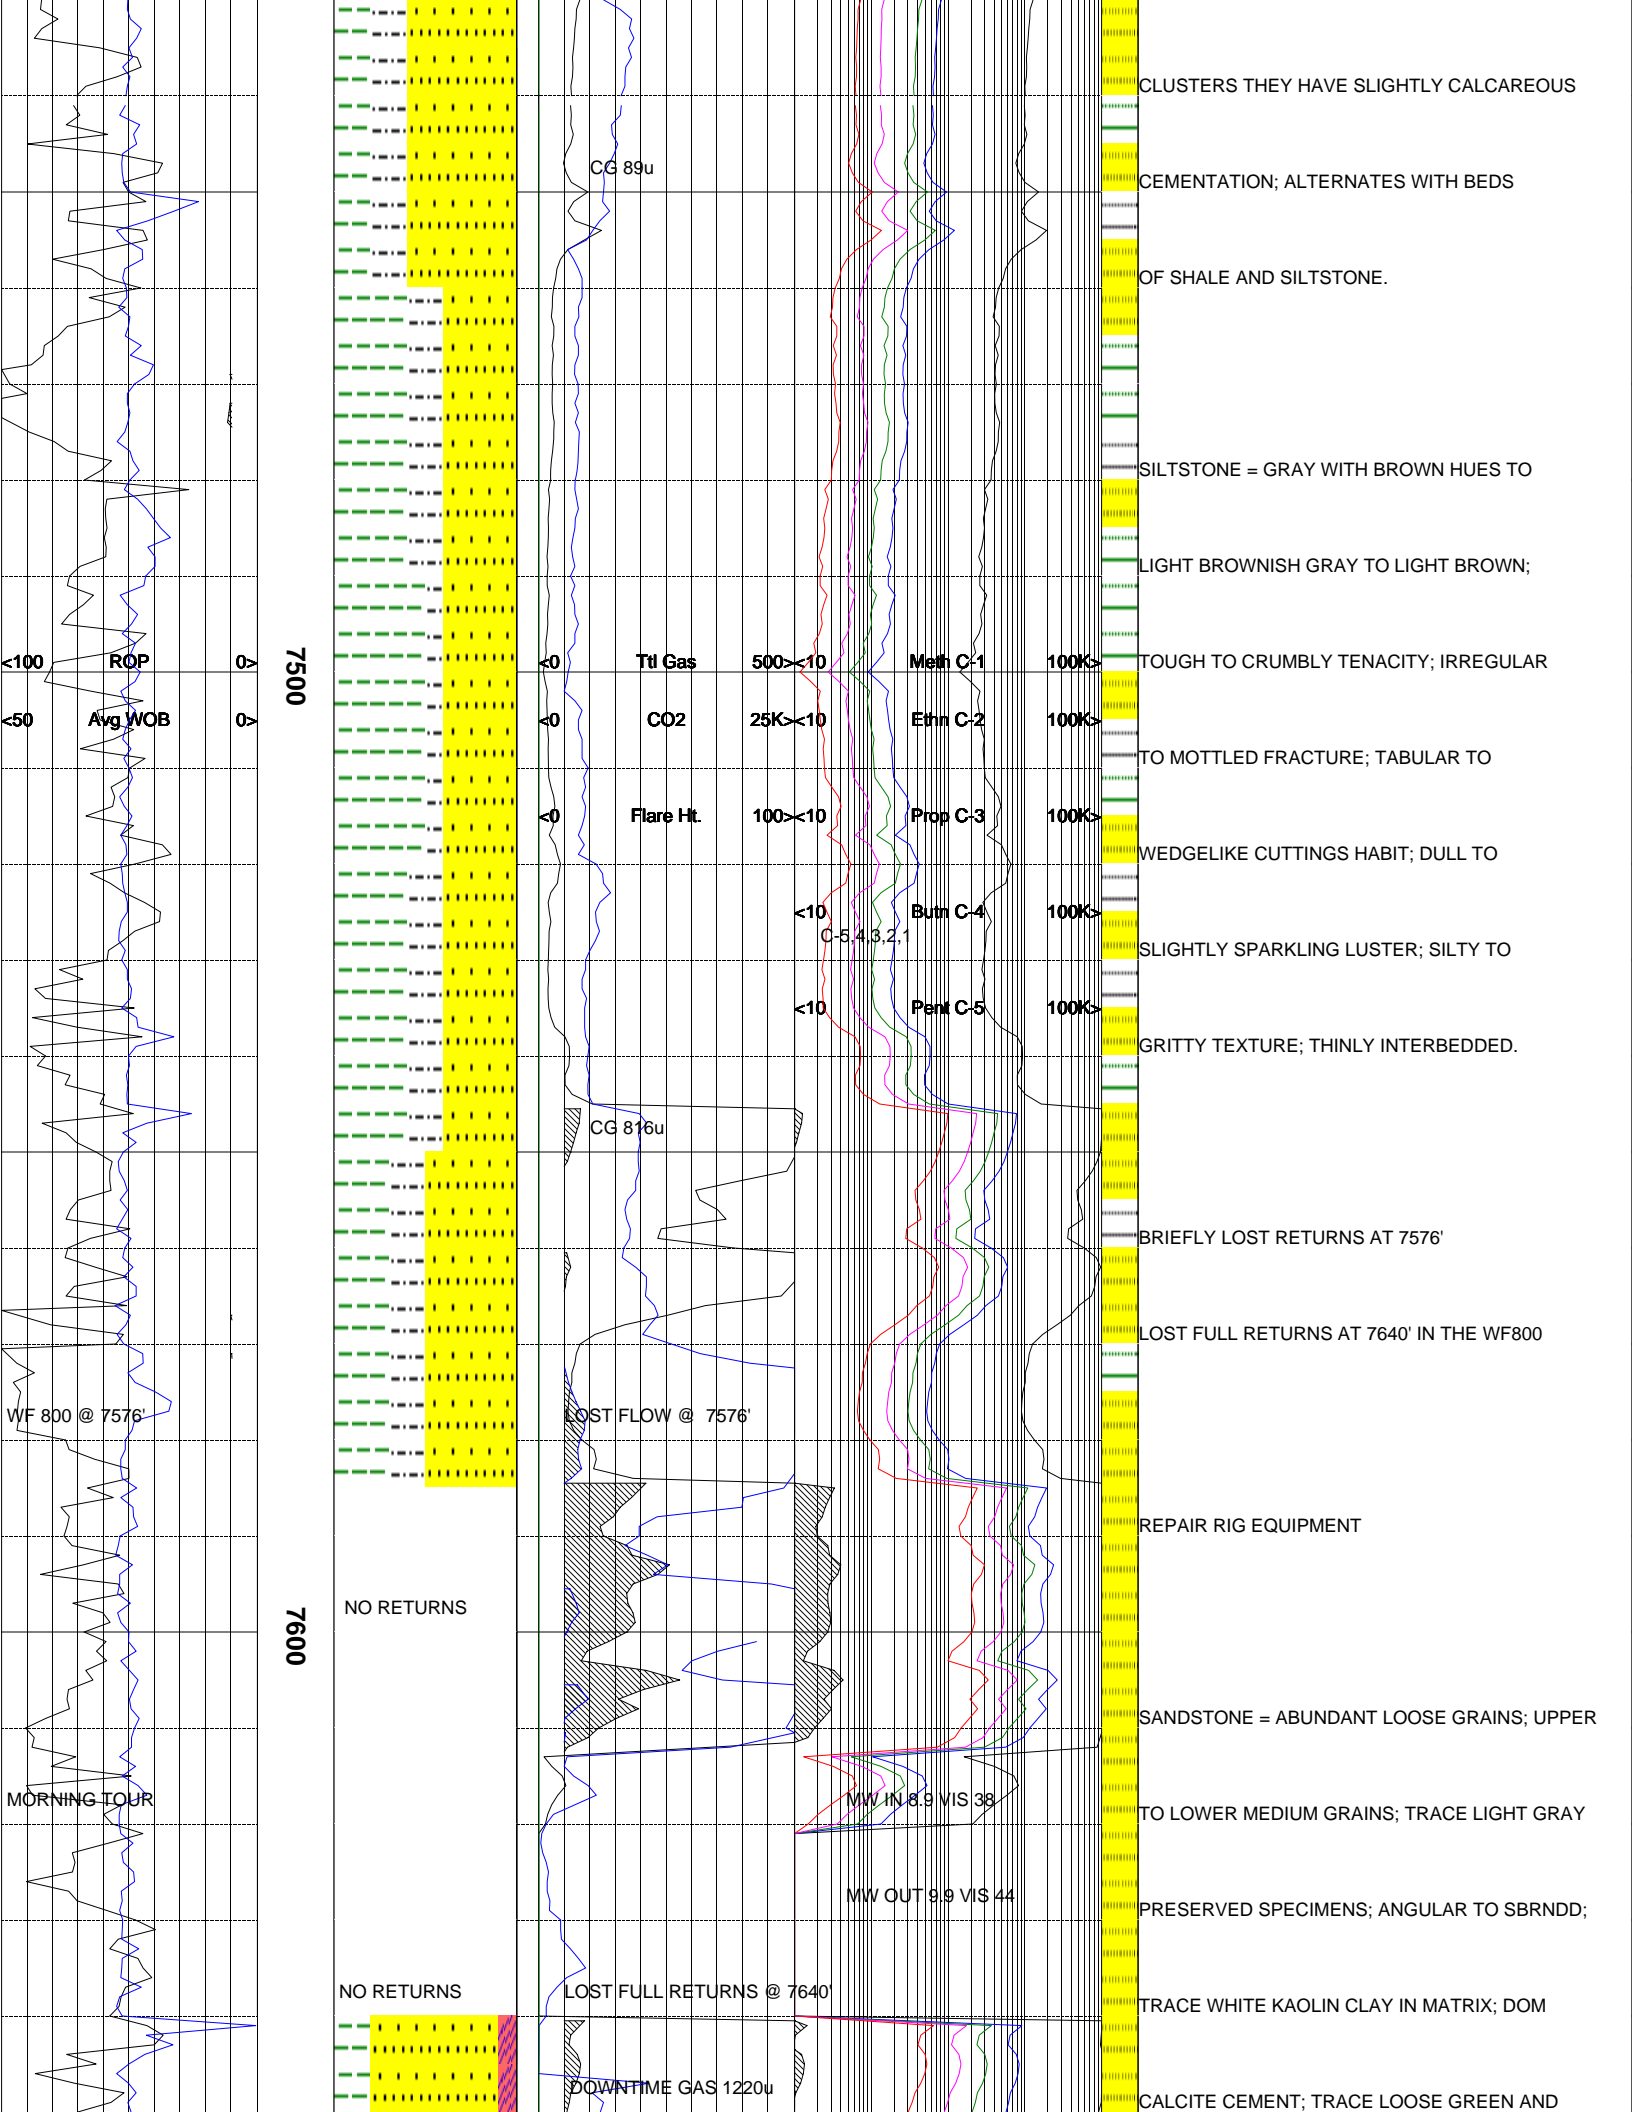 CLUSTERS THEY HAVE SLIGHTLY CALCAREOUS
CG 89u
CEMENTATION; ALTERNATES WITH BEDS
OF SHALE AND SILTSTONE.
SILTSTONE = GRAY WITH BROWN HUES TO
LIGHT BROWNISH GRAY TO LIGHT BROWN;
<100 ROP 0> 7500 <0 Ttl Gas 500> <10 Meth C-1 100K> TOUGH TO CRUMBLY TENACITY; IRREGULAR
<50 Avg WOB 0> <0 CO2 25K> <10 Ethn C-2 100K>
TO MOTTLED FRACTURE; TABULAR TO
<0 Flare Ht. 100> <10 Prop C-3 100K>
WEDGELIKE CUTTINGS HABIT; DULL TO
<10 Butn C-4 100K>
C-5,4,3,2,1
SLIGHTLY SPARKLING LUSTER; SILTY TO
<10 Pent C-5 100K>
GRITTY TEXTURE; THINLY INTERBEDDED.
CG 816u
BRIEFLY LOST RETURNS AT 7576'
LOST FULL RETURNS AT 7640' IN THE WF800
WF 800 @ 7576' LOST FLOW @ 7576'
REPAIR RIG EQUIPMENT
NO RETURNS
7600
SANDSTONE = ABUNDANT LOOSE GRAINS; UPPER
MORNING TOUR MW IN 8.9 VIS 38
TO LOWER MEDIUM GRAINS; TRACE LIGHT GRAY
MW OUT 9.9 VIS 44
PRESERVED SPECIMENS; ANGULAR TO SBRNDD;
NO RETURNS LOST FULL RETURNS @ 7640'
TRACE WHITE KAOLIN CLAY IN MATRIX; DOM
DOWNTIME GAS 1220u
CALCITE CEMENT; TRACE LOOSE GREEN AND